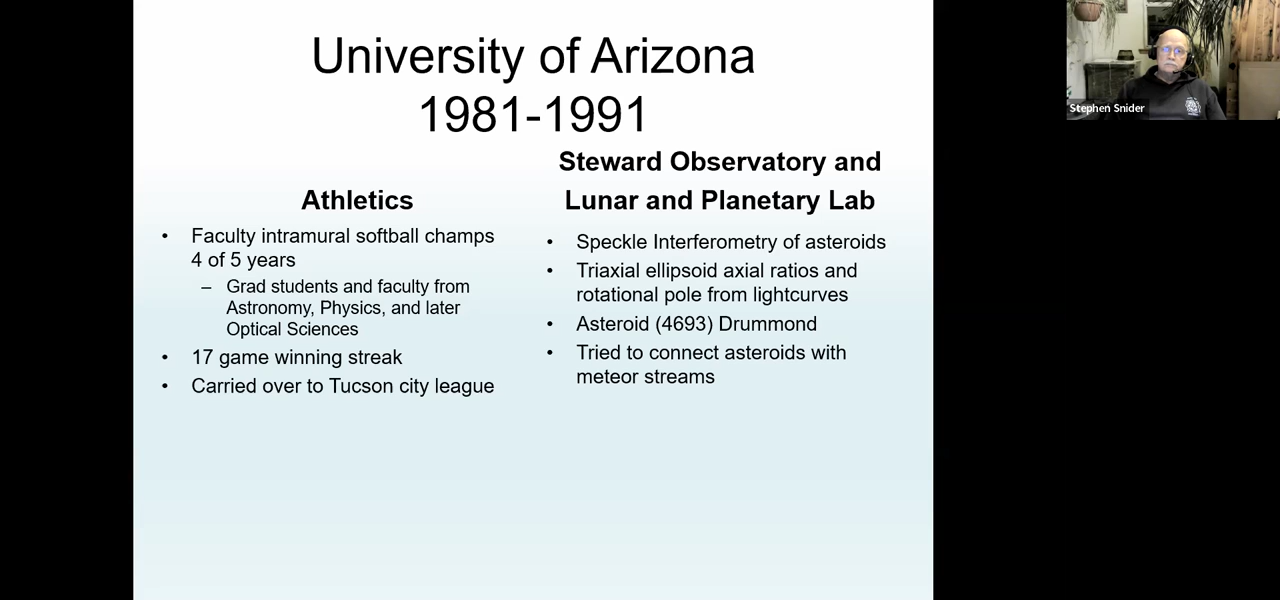 University of Arizona
1981-1991
Athletics
• Faculty intramural softball champs
4 of 5 years
– Grad students and faculty from
Astronomy, Physics, and later
Optical Sciences
• 17 game winning streak
• Carried over to Tucson city league
Steward Observatory and
Lunar and Planetary Lab
• Speckle Interferometry of asteroids
• Triaxial ellipsoid axial ratios and
rotational pole from lightcurves
• Asteroid (4693) Drummond
• Tried to connect asteroids with
meteor streams
Stephen Snider